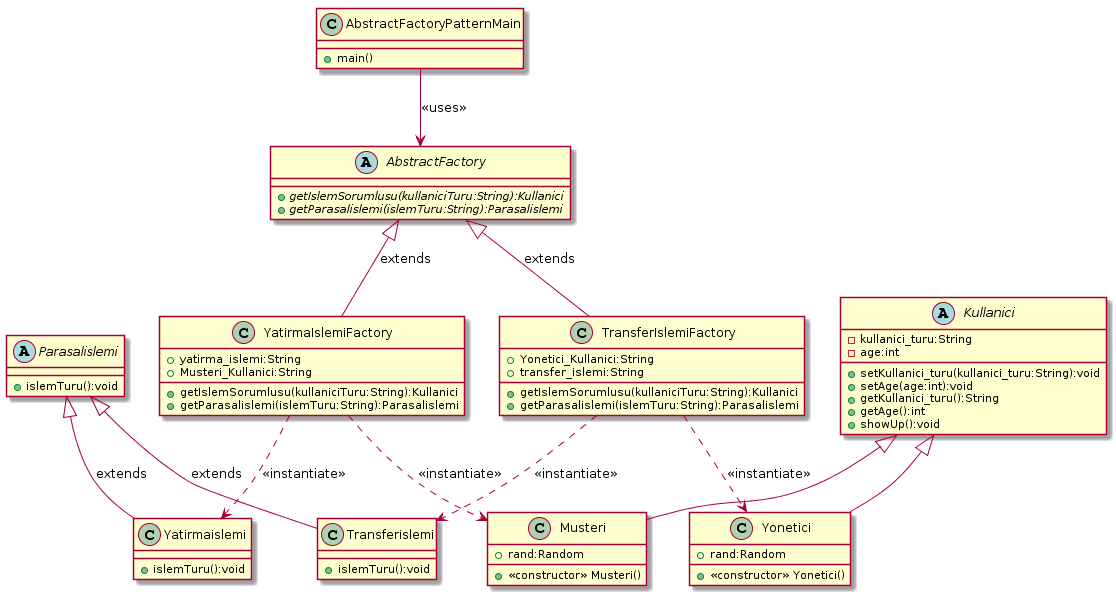 C AbstractFactoryPatternMain
main()
«uses»
A AbstractFactory
getIslemSorumlusu(kullaniciTuru:String):Kullanici
getParasalislemi(islemTuru:String):Parasalislemi
extends
extends
A Parasalislemi
islemTuru():void
C YatirmaIslemiFactory
yatirma_islemi:String
Musteri_Kullanici:String
getIslemSorumlusu(kullaniciTuru:String):Kullanici
getParasalislemi(islemTuru:String):Parasalislemi
C TransferIslemiFactory
Yonetici_Kullanici:String
transfer_islemi:String
getIslemSorumlusu(kullaniciTuru:String):Kullanici
getParasalislemi(islemTuru:String):Parasalislemi
A Kullanici
kullanici_turu:String
age:int
setKullanici_turu(kullanici_turu:String):void
setAge(age:int):void
getKullanici_turu():String
getAge():int
showUp():void
extends
extends
«instantiate»
«instantiate»
«instantiate»
«instantiate»
C Yatirmaislemi
islemTuru():void
C Transferislemi
islemTuru():void
C Musteri
rand:Random
«constructor» Musteri()
C Yonetici
rand:Random
«constructor» Yonetici()